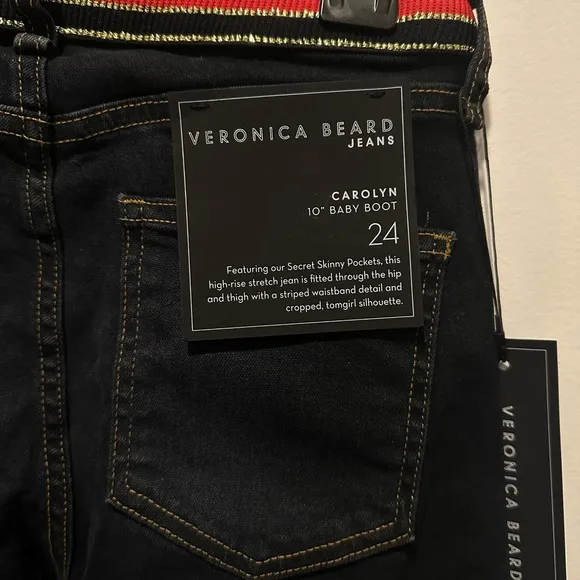 VERONICA BEARD
JEANS
CAROLYN
10" BABY BOOT
24
Featuring our Secret Skinny Pockets, this
high-rise stretch jean is fitted through the hip
and thigh with a striped waistband detail and
cropped, tomgirl silhouette.
VERONICA BEARD